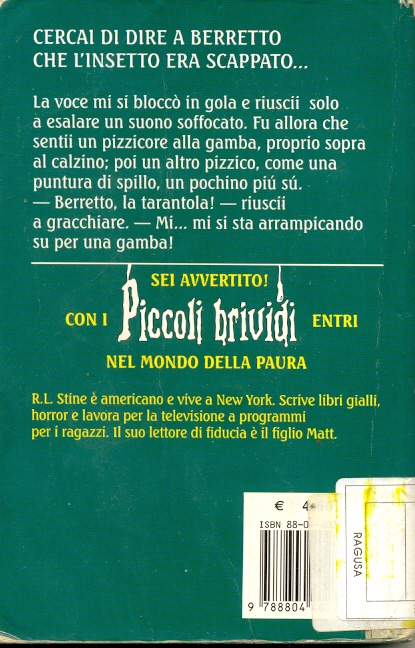 CERCAI DI DIRE A BERRETTO
CHE L'INSETTO ERA SCAPPATO...
La voce mi si bloccò in gola e riuscii solo
a esalare un suono soffocato. Fu allora che
sentii un pizzicore alla gamba, proprio sopra
al calzino; poi un altro pizzico, come una
puntura di spillo, un pochino piú sú.
— Berretto, la tarantola! — riuscii
a gracchiare. — Mi... mi si sta arrampicando
su per una gamba!
SEI AVVERTITO!
CON I Piccoli brividi ENTRI
NEL MONDO DELLA PAURA
R.L. Stine è americano e vive a New York. Scrive libri gialli,
horror e lavora per la televisione a programmi
per i ragazzi. Il suo lettore di fiducia è il figlio Matt.
€ 4
ISBN 88-0
9 788804
RAGUSA